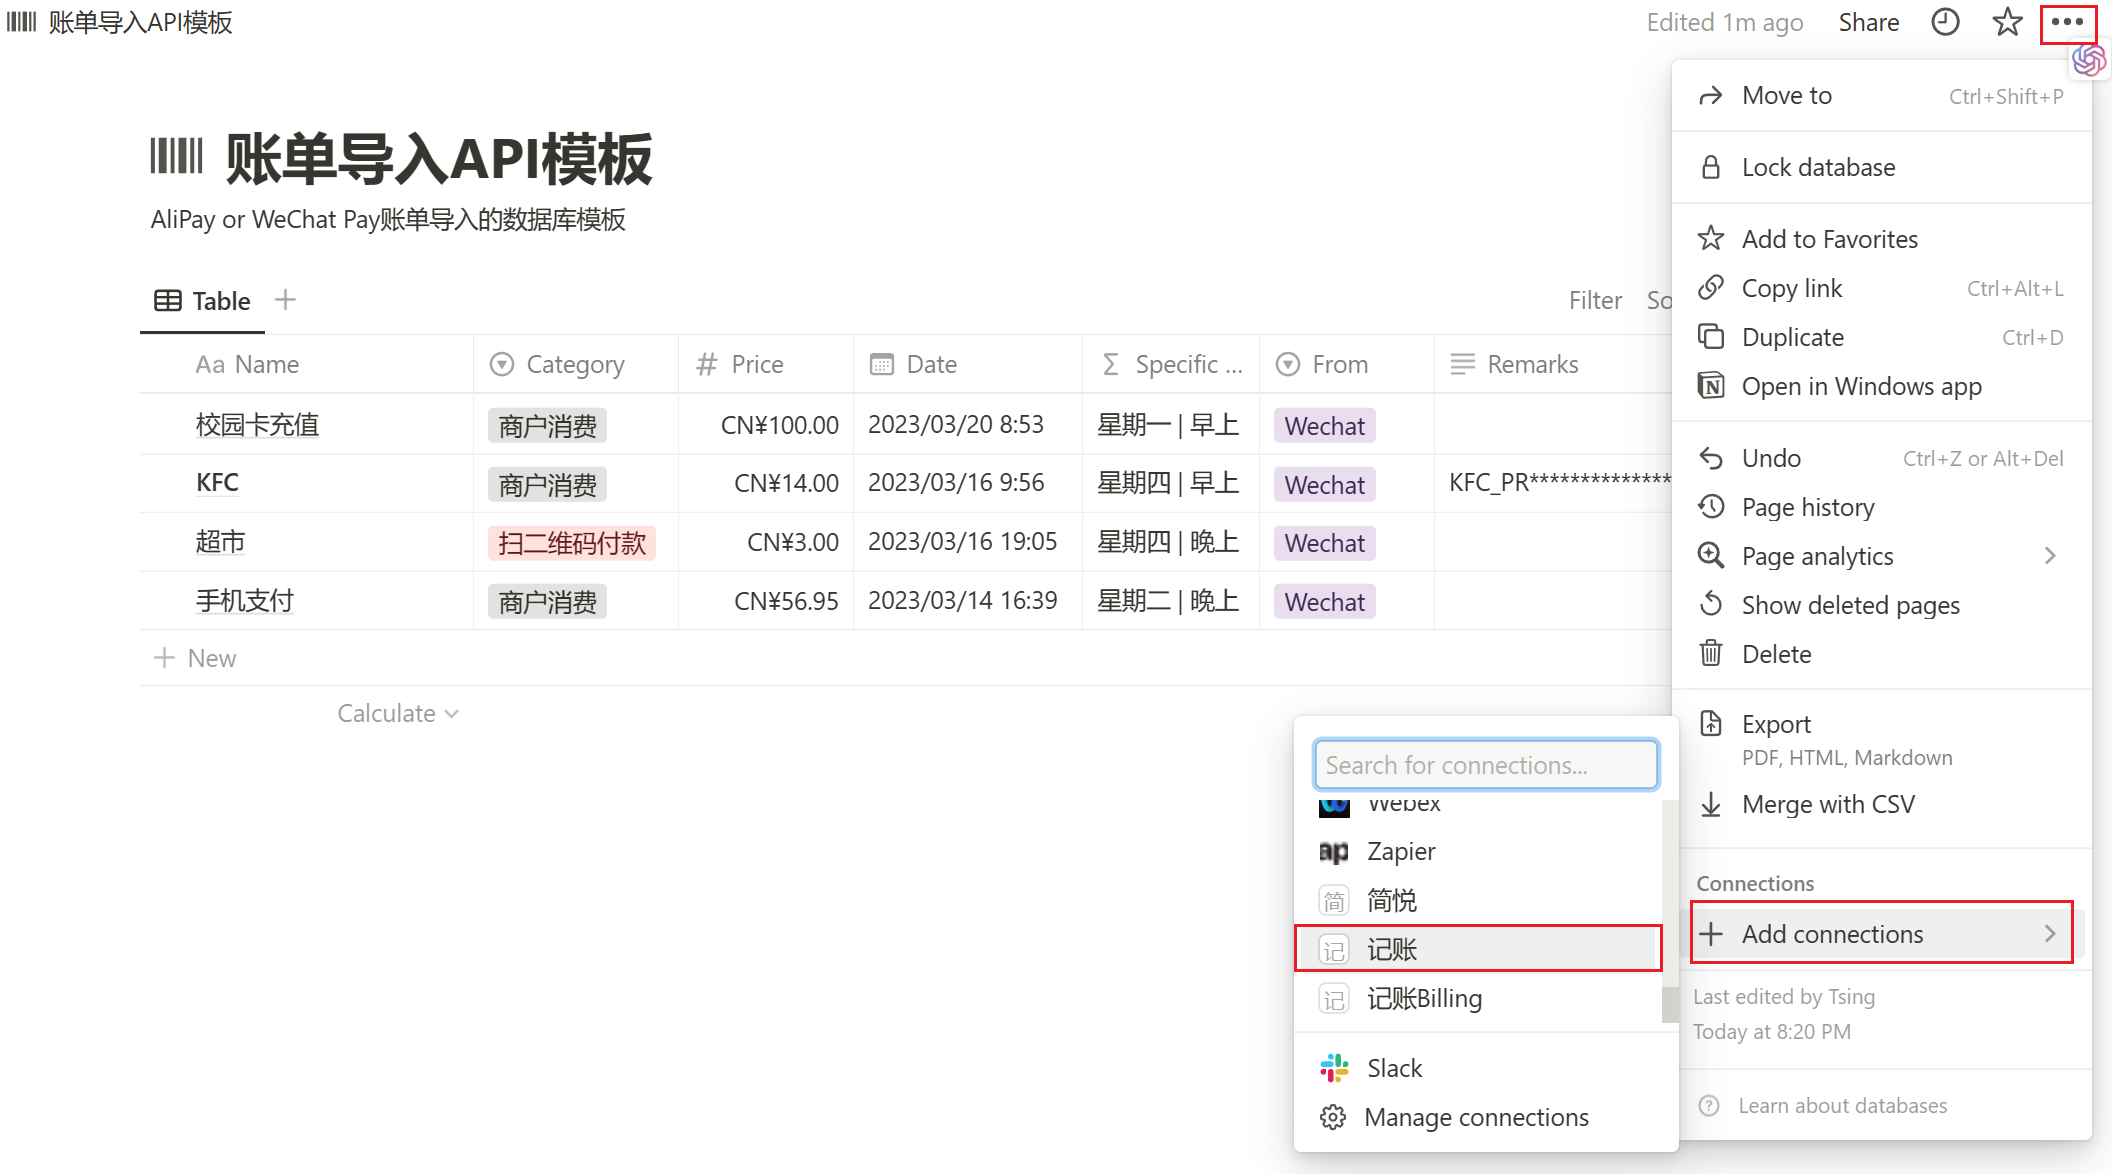 账单导入API模板
Edited 1m ago Share
账单导入API模板
AliPay or WeChat Pay账单导入的数据库模板
Table
Filter So
Aa Name Category # Price Date Σ Specific ... From Remarks
校园卡充值 商户消费 CN¥100.00 2023/03/20 8:53 星期一 | 早上 Wechat
KFC 商户消费 CN¥14.00 2023/03/16 9:56 星期四 | 早上 Wechat KFC_PR**************
超市 扫二维码付款 CN¥3.00 2023/03/16 19:05 星期四 | 晚上 Wechat
手机支付 商户消费 CN¥56.95 2023/03/14 16:39 星期二 | 晚上 Wechat
+ New
Calculate
Move to Ctrl+Shift+P
Lock database
Add to Favorites
Copy link Ctrl+Alt+L
Duplicate Ctrl+D
Open in Windows app
Undo Ctrl+Z or Alt+Del
Page history
Page analytics
Show deleted pages
Delete
Export
PDF, HTML, Markdown
Merge with CSV
Connections
Add connections
Last edited by Tsing
Today at 8:20 PM
Learn about databases
Search for connections...
Webex
ap Zapier
简 简悦
记 记账
记 记账Billing
Slack
Manage connections